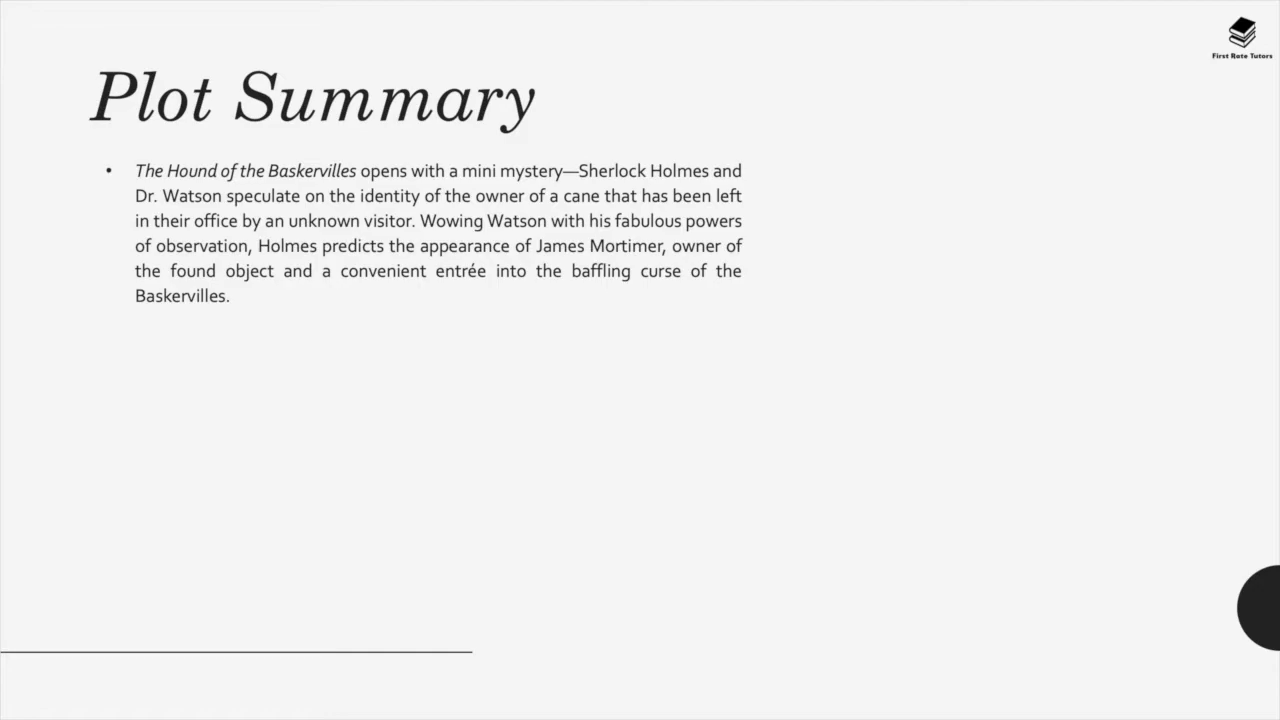 First Rate Tutors
Plot Summary
• The Hound of the Baskervilles opens with a mini mystery—Sherlock Holmes and
Dr. Watson speculate on the identity of the owner of a cane that has been left
in their office by an unknown visitor. Wowing Watson with his fabulous powers
of observation, Holmes predicts the appearance of James Mortimer, owner of
the found object and a convenient entrée into the baffling curse of the
Baskervilles.